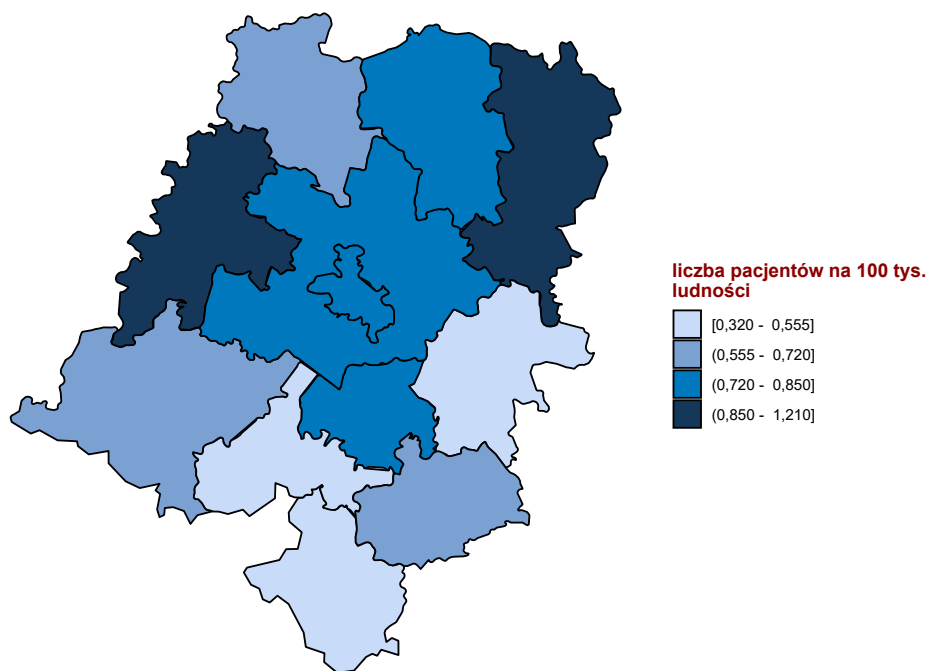 liczba pacjentów na 100 tys.
ludności
[0,320 - 0,555]
(0,555 - 0,720]
(0,720 - 0,850]
(0,850 - 1,210]